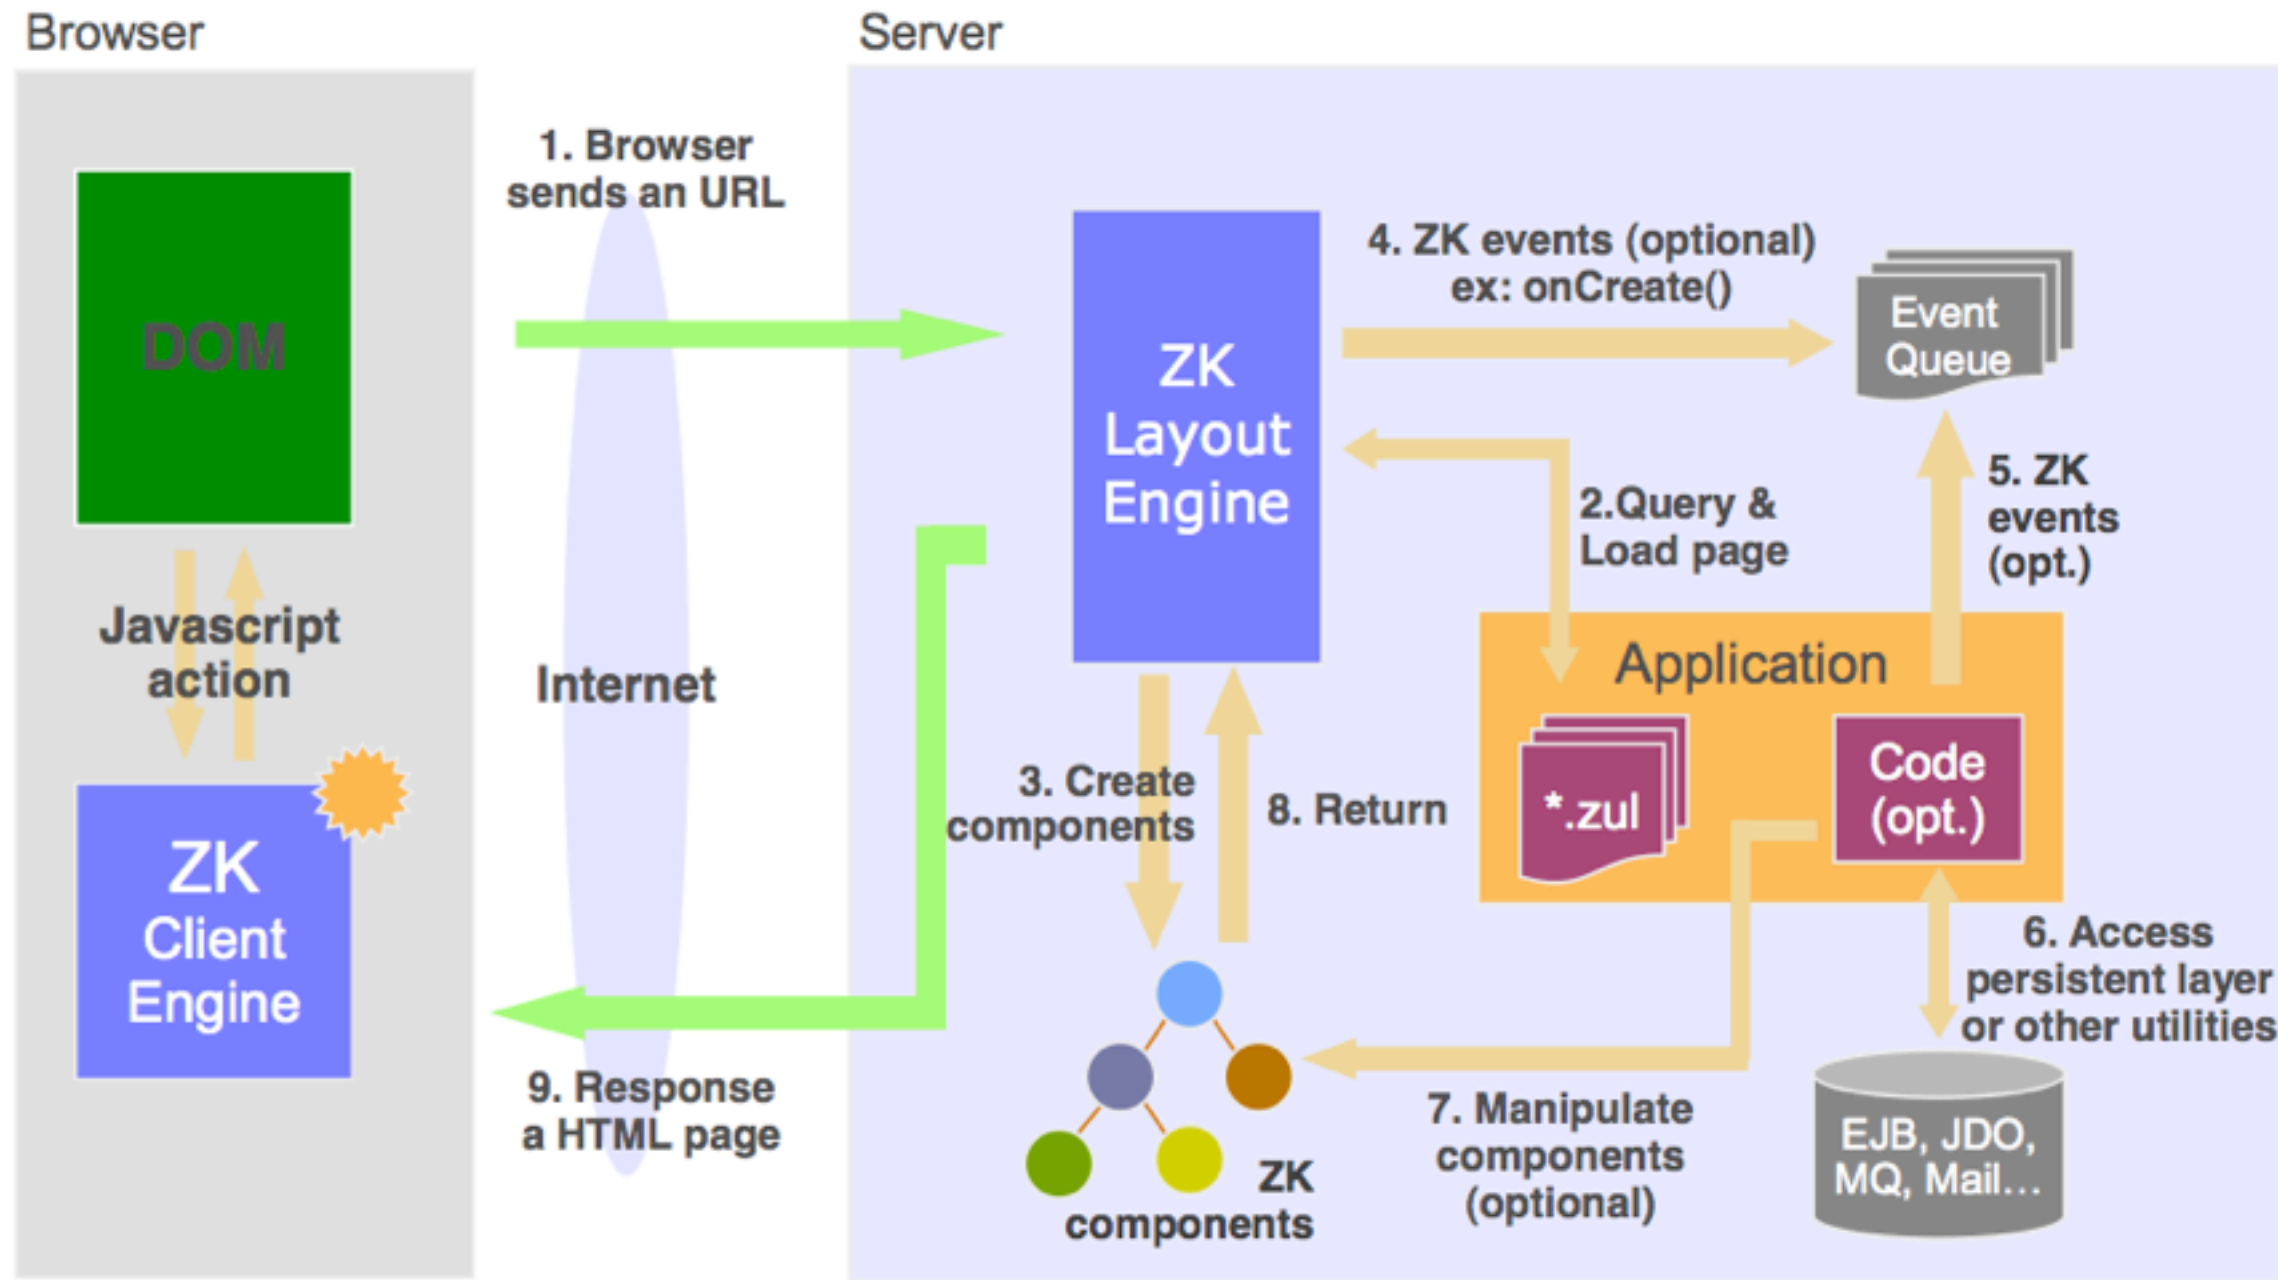 Browser
Server
1. Browser
sends an URL
DOM
Javascript
action
ZK
Client
Engine
Internet
9. Response
a HTML page
ZK
Layout
Engine
4. ZK events (optional)
ex: onCreate()
Event
Queue
2.Query &
Load page
5. ZK
events
(opt.)
Application
*.zul
Code
(opt.)
3. Create
components
8. Return
6. Access
persistent layer
or other utilities
7. Manipulate
components
(optional)
EJB, JDO,
MQ, Mail...
ZK
components